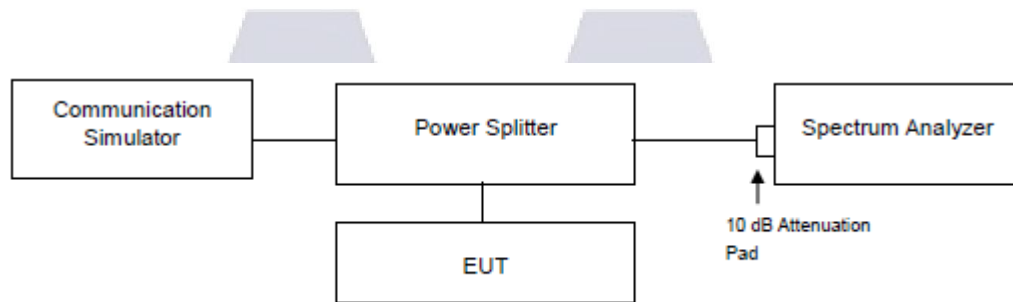 Communication
Simulator
Power Splitter
Spectrum Analyzer
10 dB Attenuation
Pad
EUT